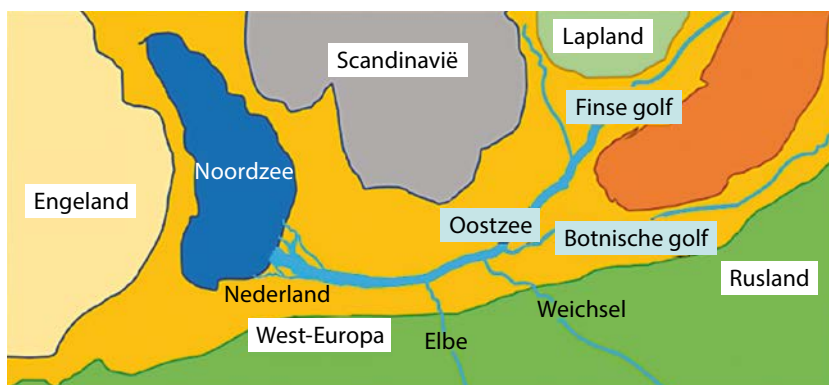 Lapland
Scandinavië
Finse golf
Noordzee
Engeland
Oostzee
Botnische golf
Rusland
Nederland
Weichsel
West-Europa
Elbe